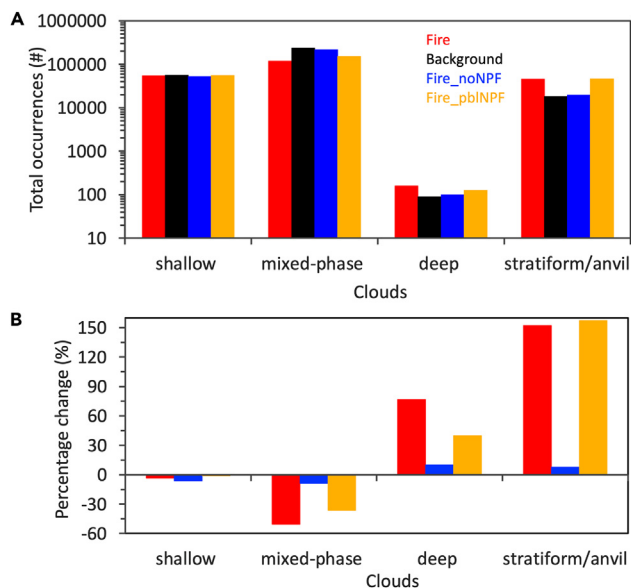 A
Total occurrences (#)
1000000
100000
10000
1000
100
10
Fire
Background
Fire_noNPF
Fire_pblNPF
shallow mixed-phase deep stratiform/anvil
Clouds
B
Percentage change (%)
150
120
90
60
30
0
-30
-60
shallow mixed-phase deep stratiform/anvil
Clouds